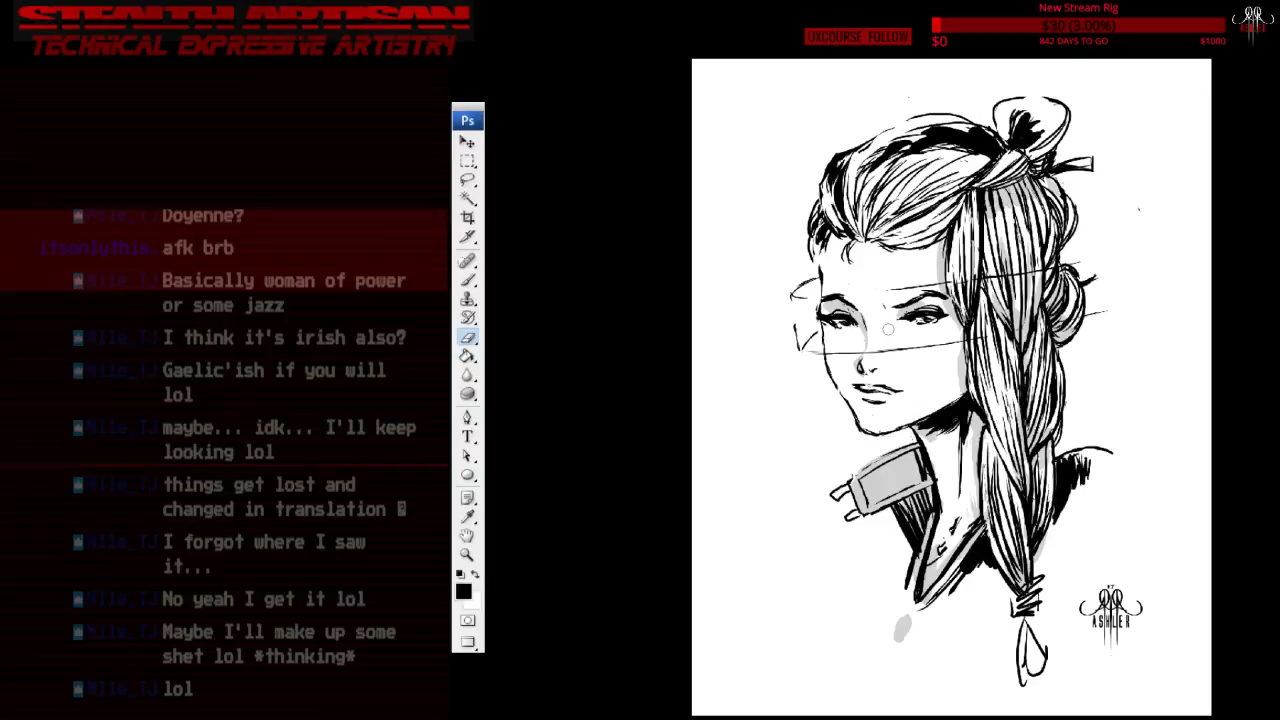 STEALTH ARTISAN
TECHNICAL EXPRESSIVE ARTISTRY
UXCOURSE FOLLOW
New Stream Rig
$30 (3.00%)
$0
842 DAYS TO GO
$1000
Doyenne?
afk brb
Basically woman of power
or some jazz
I think it's irish also?
Gaelic'ish if you will
lol
maybe... idk... I'll keep
looking lol
things get lost and
changed in translation
I forgot where I saw
it...
No yeah I get it lol
Maybe I'll make up some
shet lol *thinking*
lol
Ps
T
ASHLER